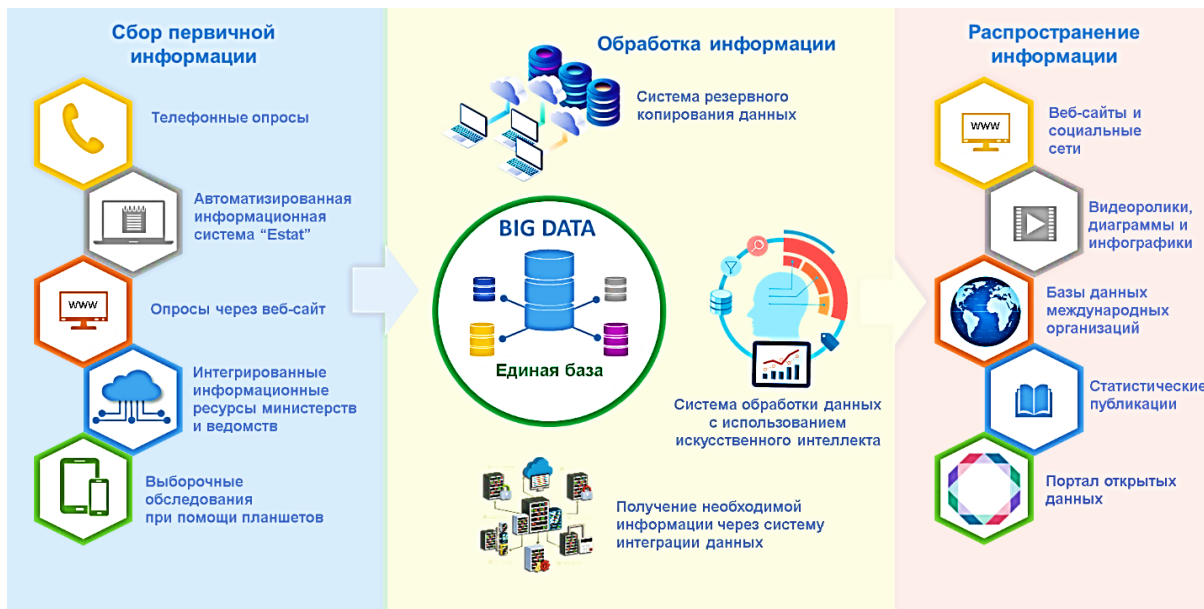 Сбор первичной
информации
Телефонные опросы
Автоматизированная
информационная
система “Estat”
WWW
Опросы через веб-сайт
Интегрированные
информационные
ресурсы министерств
и ведомств
Выборочные
обследования
при помощи планшетов
Обработка информации
Система резервного
копирования данных
BIG DATA
Единая база
Система обработки данных
с использованием
искусственного интеллекта
Получение необходимой
информации через систему
интеграции данных
Распространение
информации
WWW
Веб-сайты и
социальные
сети
Видеоролики,
диаграммы и
инфографики
Базы данных
международных
организаций
Статистические
публикации
Портал открытых
данных